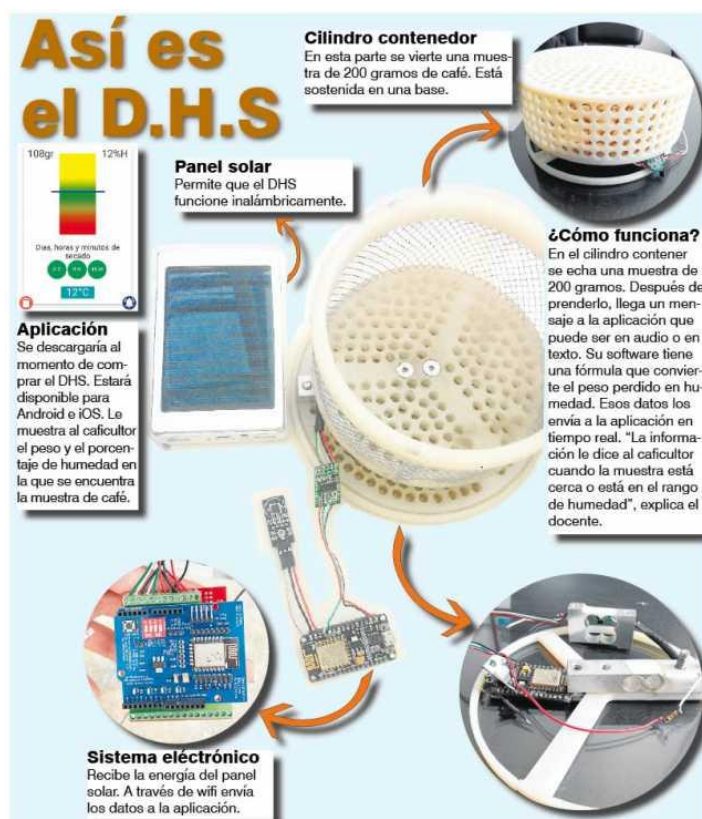 Así es
el D.H.S
Cilindro contenedor
En esta parte se vierte una mues-
tra de 200 gramos de café. Está
sostenida en una base.
108gr
12%H
Dias, horas y minutos de
secado
12°C
Panel solar
Permite que el DHS
funcione inalámbricamente.
Aplicación
Se descargaría al
momento de com-
prar el DHS. Estará
disponible para
Android e iOS. Le
muestra al caficultor
el peso y el porcen-
taje de humedad en
la que se encuentra
la muestra de café.
¿Cómo funciona?
En el cilindro contener
se echa una muestra de
200 gramos. Después de
prenderlo, llega un men-
saje a la aplicación que
puede ser en audio o en
texto. Su software tiene
una fórmula que convier-
te el peso perdido en hu-
medad. Esos datos los
envía a la aplicación en
tiempo real. “La informa-
ción le dice al caficultor
cuando la muestra está
cerca o está en el rango
de humedad”, explica el
docente.
Sistema eléctrónico
Recibe la energía del panel
solar. A través de wifi envía
los datos a la aplicación.